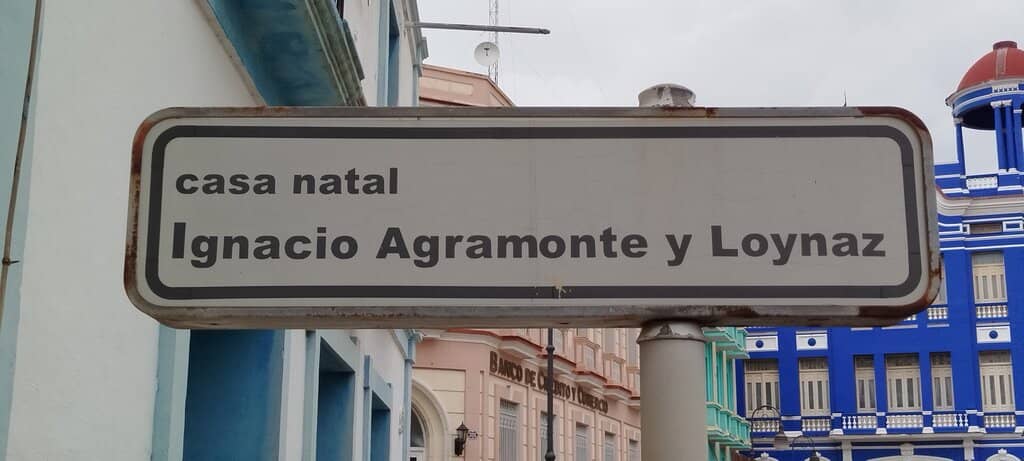 casa natal
Ignacio Agramonte y Loynaz
BANCO DE CREDITO Y COMERCIO